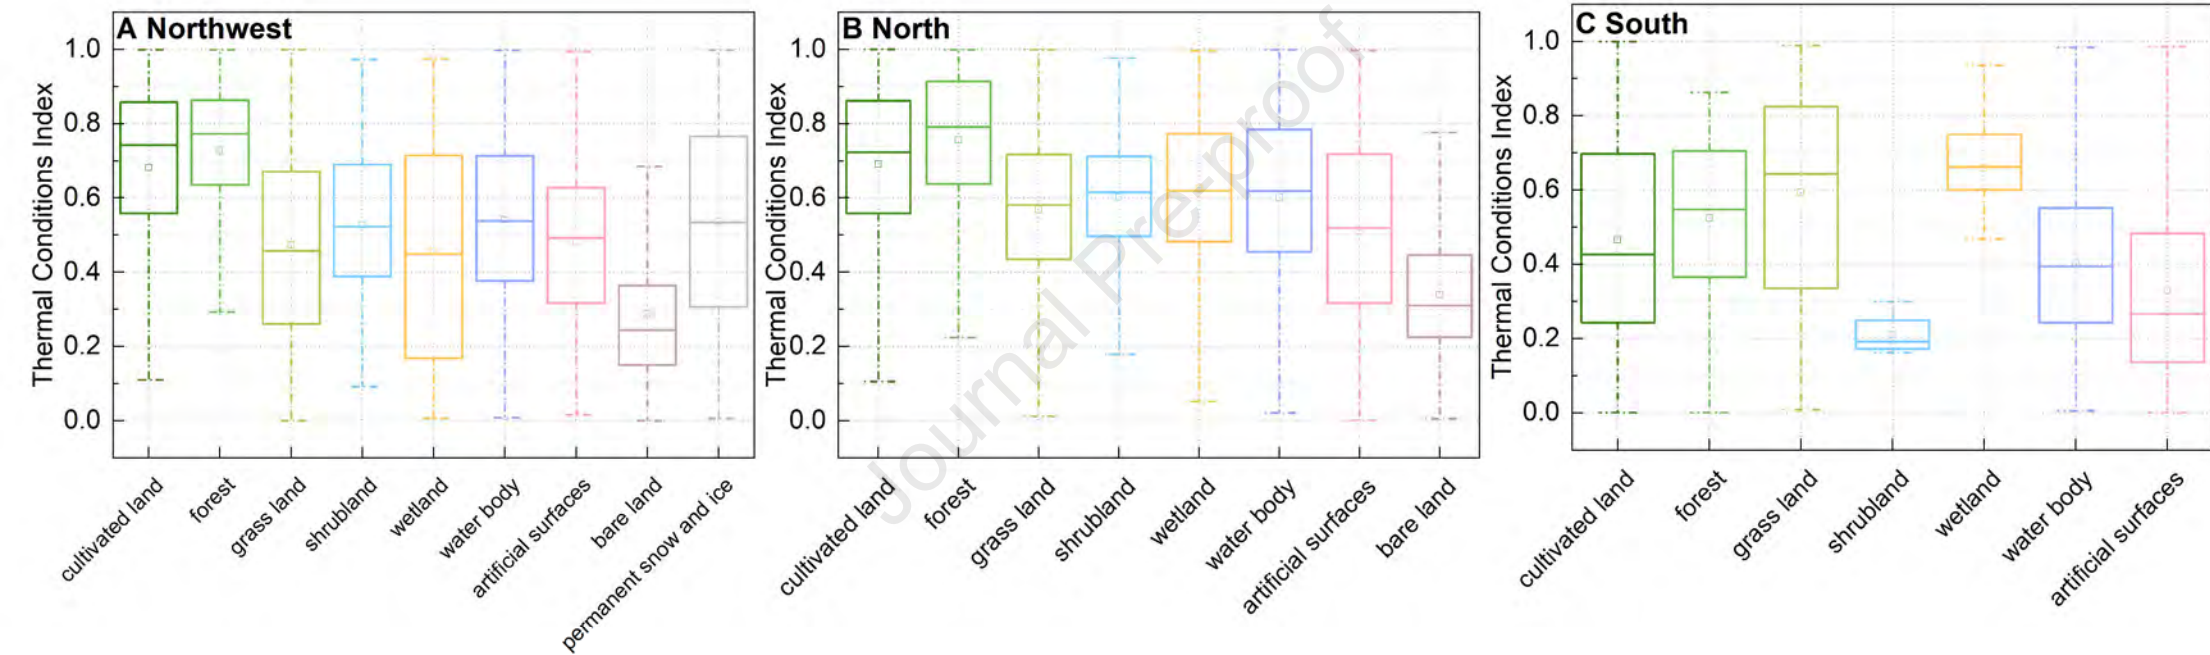 A Northwest
Thermal Conditions Index
1.0
0.8
0.6
0.4
0.2
0.0
cultivated land
forest
grass land
shrubland
wetland
water body
artificial surfaces
bare land
permanent snow and ice
B North
Thermal Conditions Index
1.0
0.8
0.6
0.4
0.2
0.0
cultivated land
forest
grass land
shrubland
wetland
water body
artificial surfaces
bare land
C South
Thermal Conditions Index
1.0
0.8
0.6
0.4
0.2
0.0
cultivated land
forest
grass land
shrubland
wetland
water body
artificial surfaces
Journal Pre-proof